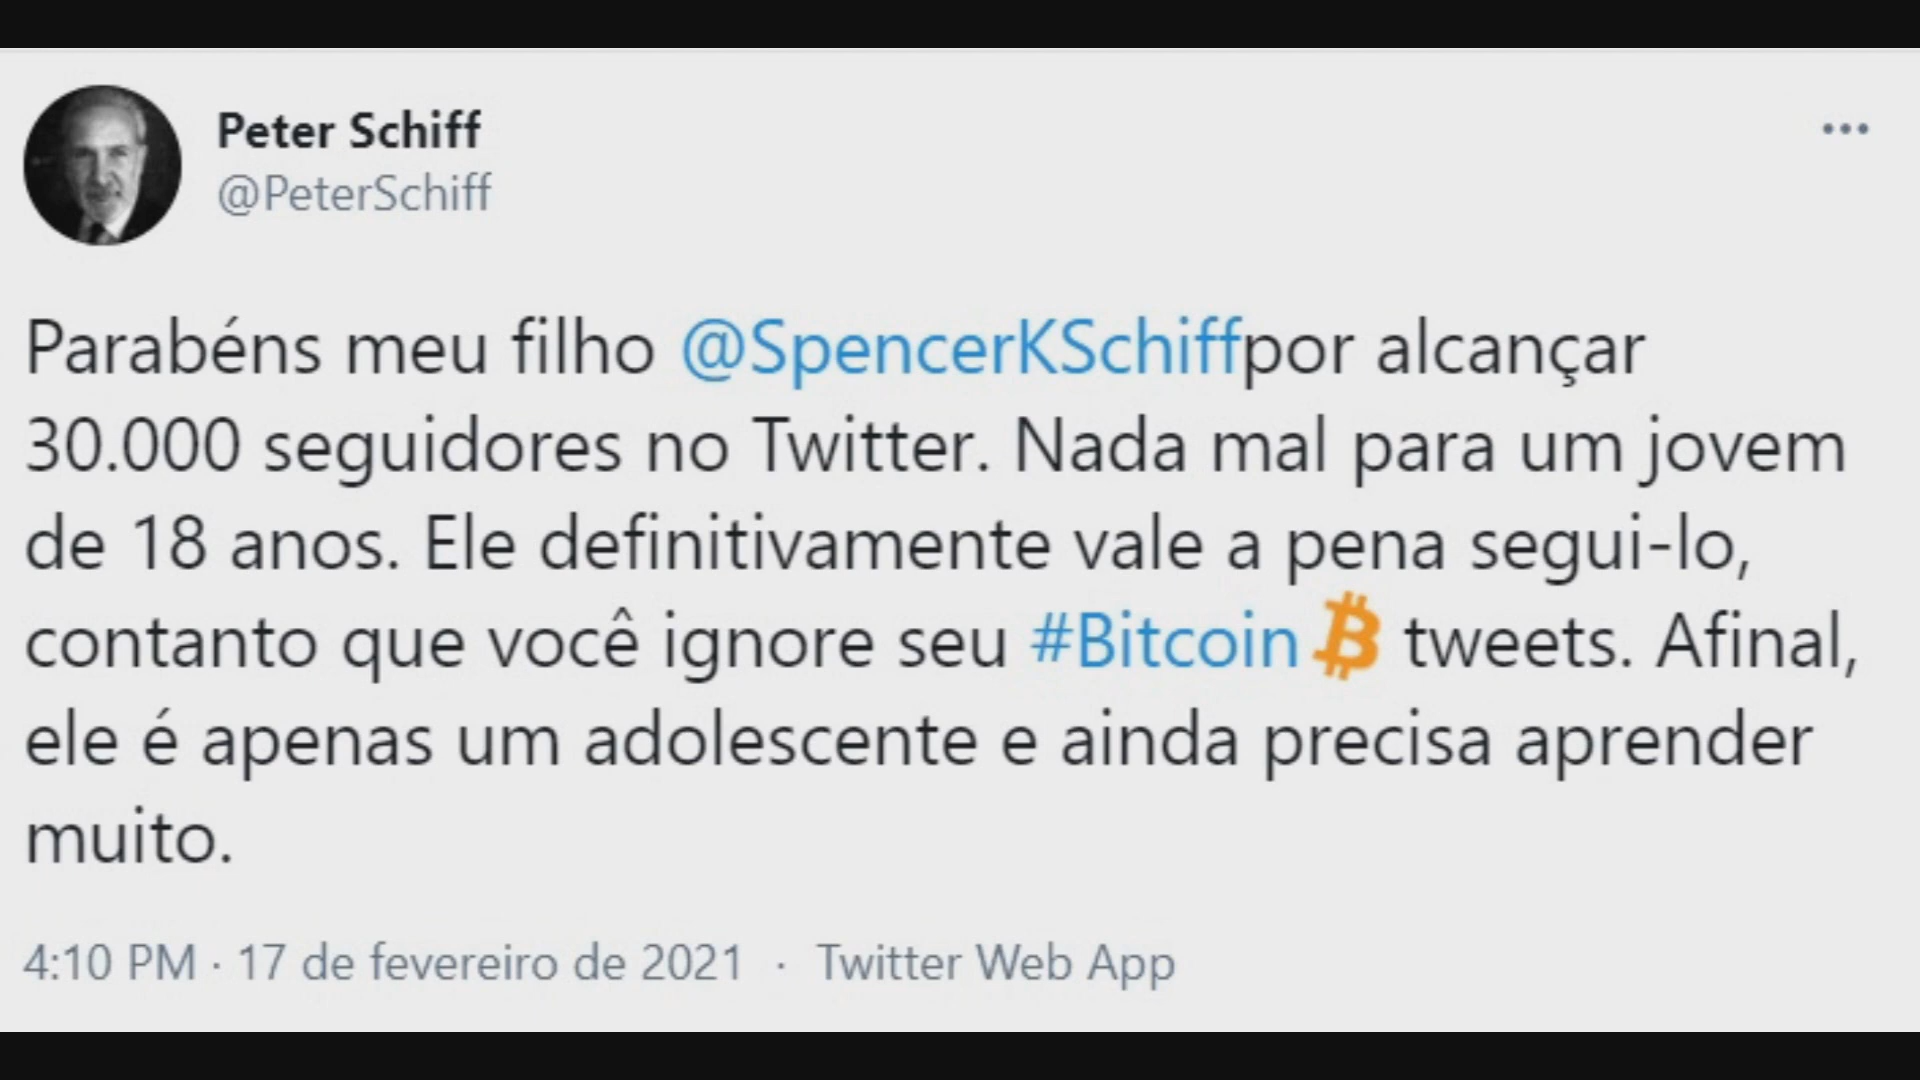 Peter Schiff
@PeterSchiff
Parabéns meu filho @SpencerKSchiffpor alcançar
30.000 seguidores no Twitter. Nada mal para um jovem
de 18 anos. Ele definitivamente vale a pena segui-lo,
contanto que você ignore seu #Bitcoin tweets. Afinal,
ele é apenas um adolescente e ainda precisa aprender
muito.
4:10 PM · 17 de fevereiro de 2021 · Twitter Web App